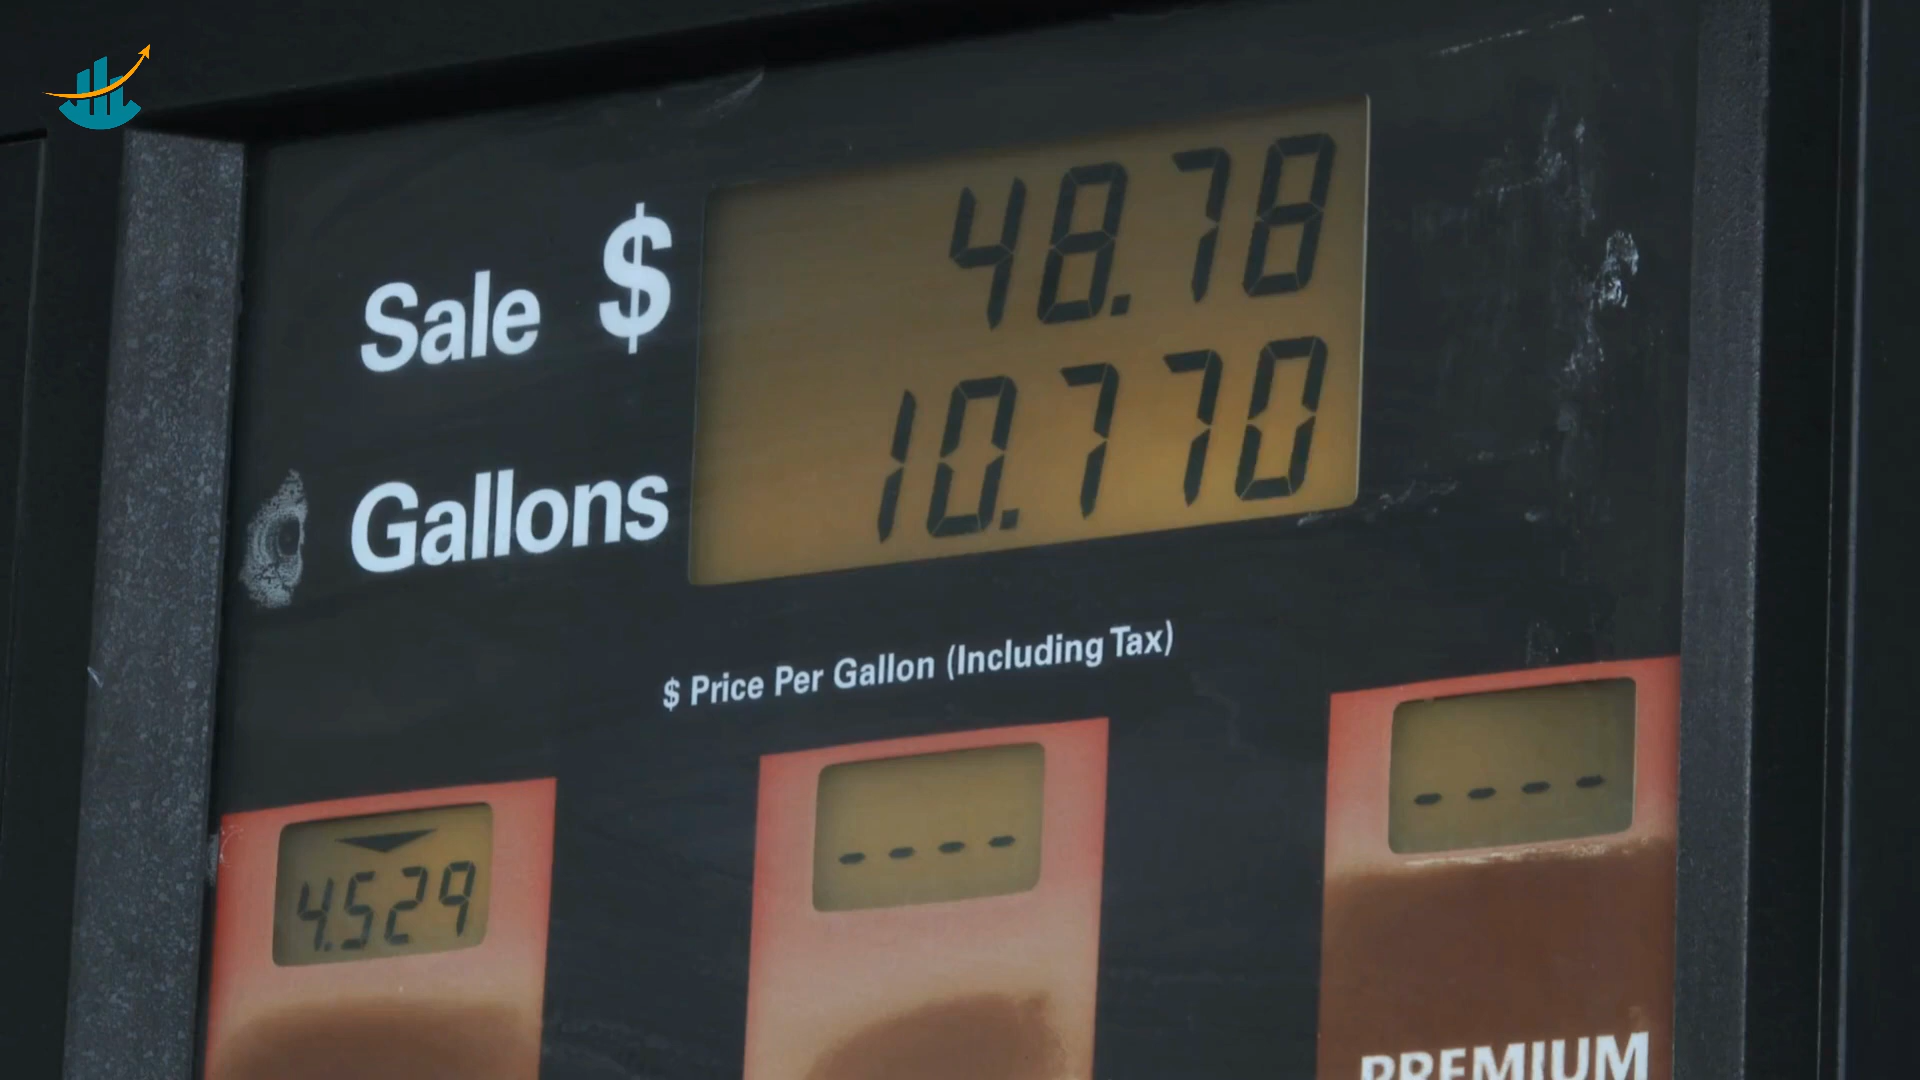 Sale $ 48.78
Gallons 10.770
$ Price Per Gallon (Including Tax)
4.529
- - - -
- - - -
PREMIUM